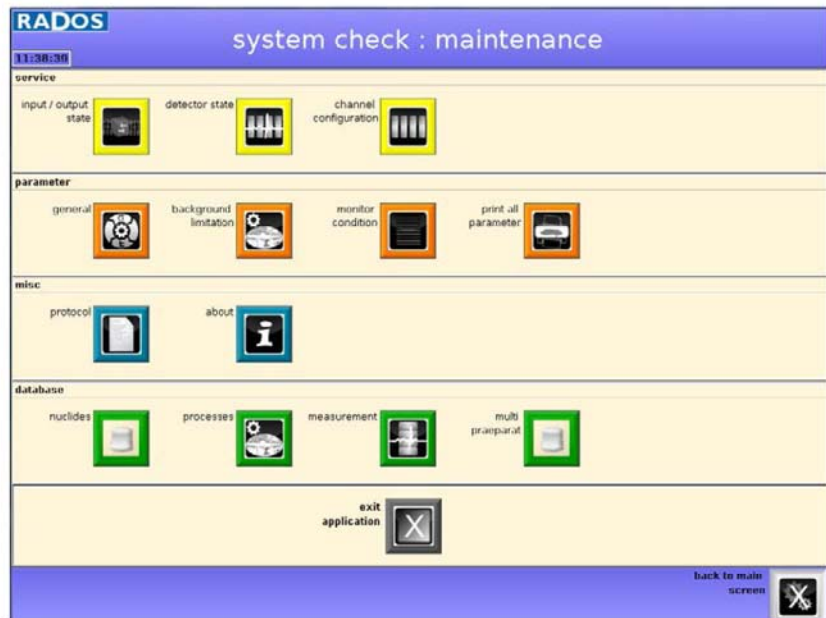 RADOS
system check : maintenance
11:38:30
service
input / output
state
detector state
channel
configuration
parameter
general
background
limitation
monitor
condition
print all
parameter
misc
protocol
about
i
database
nuclides
processes
measurement
multi
praeparat
exit
application
X
back to main
screen
X